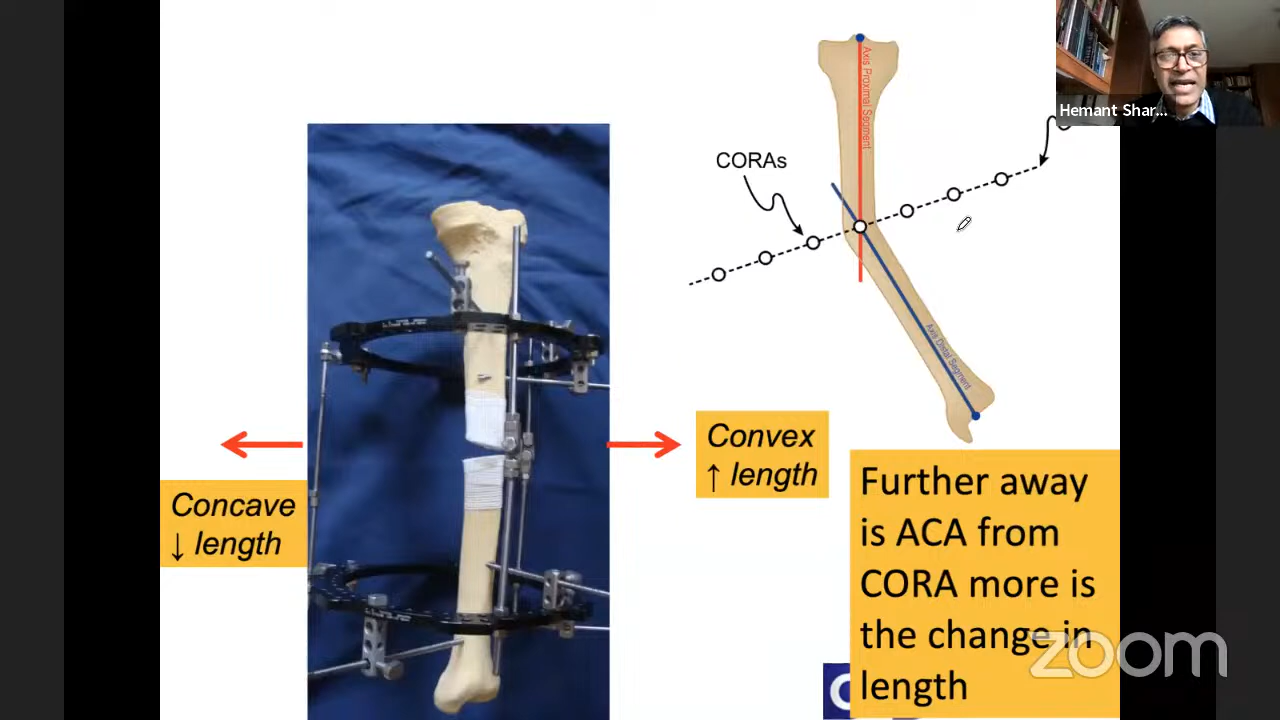 Hemant Shar...
CORAs
Axis Proximal Segment
Axis Distal Segment
Convex
↑ length
Concave
↓ length
Further away
is ACA from
CORA more is
the change in
length
zoom